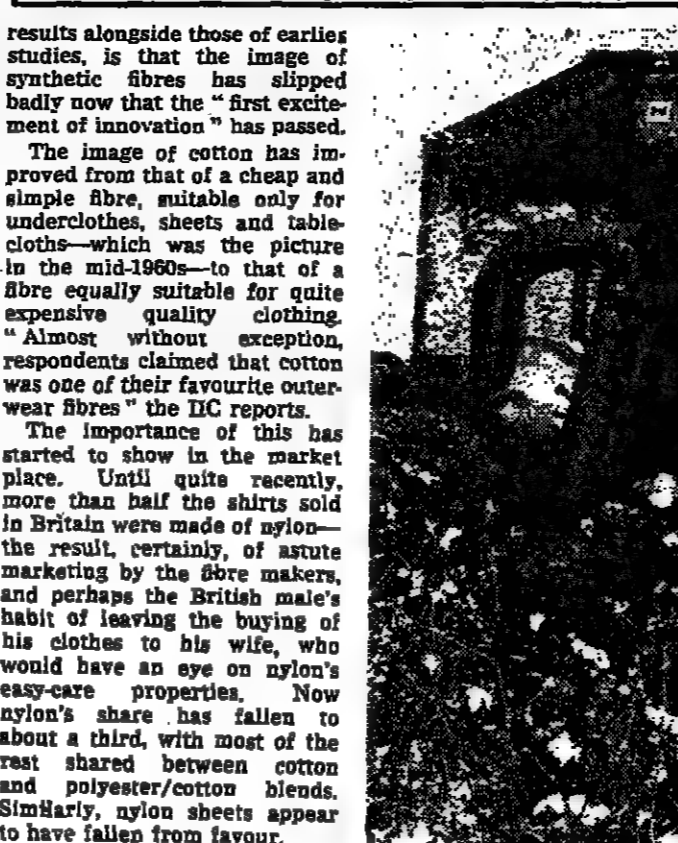 results alongside those of earlier
studies, is that the image of
synthetic fibres has slipped
badly now that the “ first excite-
ment of innovation ” has passed.
The image of cotton has im-
proved from that of a cheap and
simple fibre, suitable only for
underclothes, sheets and table-
cloths—which was the picture
in the mid-1960s—to that of a
fibre equally suitable for quite
expensive quality clothing.
“ Almost without exception,
respondents claimed that cotton
was one of their favourite outer-
wear fibres ” the IIC reports.
The importance of this has
started to show in the market
place. Until quite recently,
more than half the shirts sold
in Britain were made of nylon—
the result, certainly, of astute
marketing by the fibre makers,
and perhaps the British male's
habit of leaving the buying of
his clothes to his wife, who
would have an eye on nylon's
easy-care properties. Now
nylon's share has fallen to
about a third, with most of the
rest shared between cotton
and polyester/cotton blends.
Similarly, nylon sheets appear
to have fallen from favour.